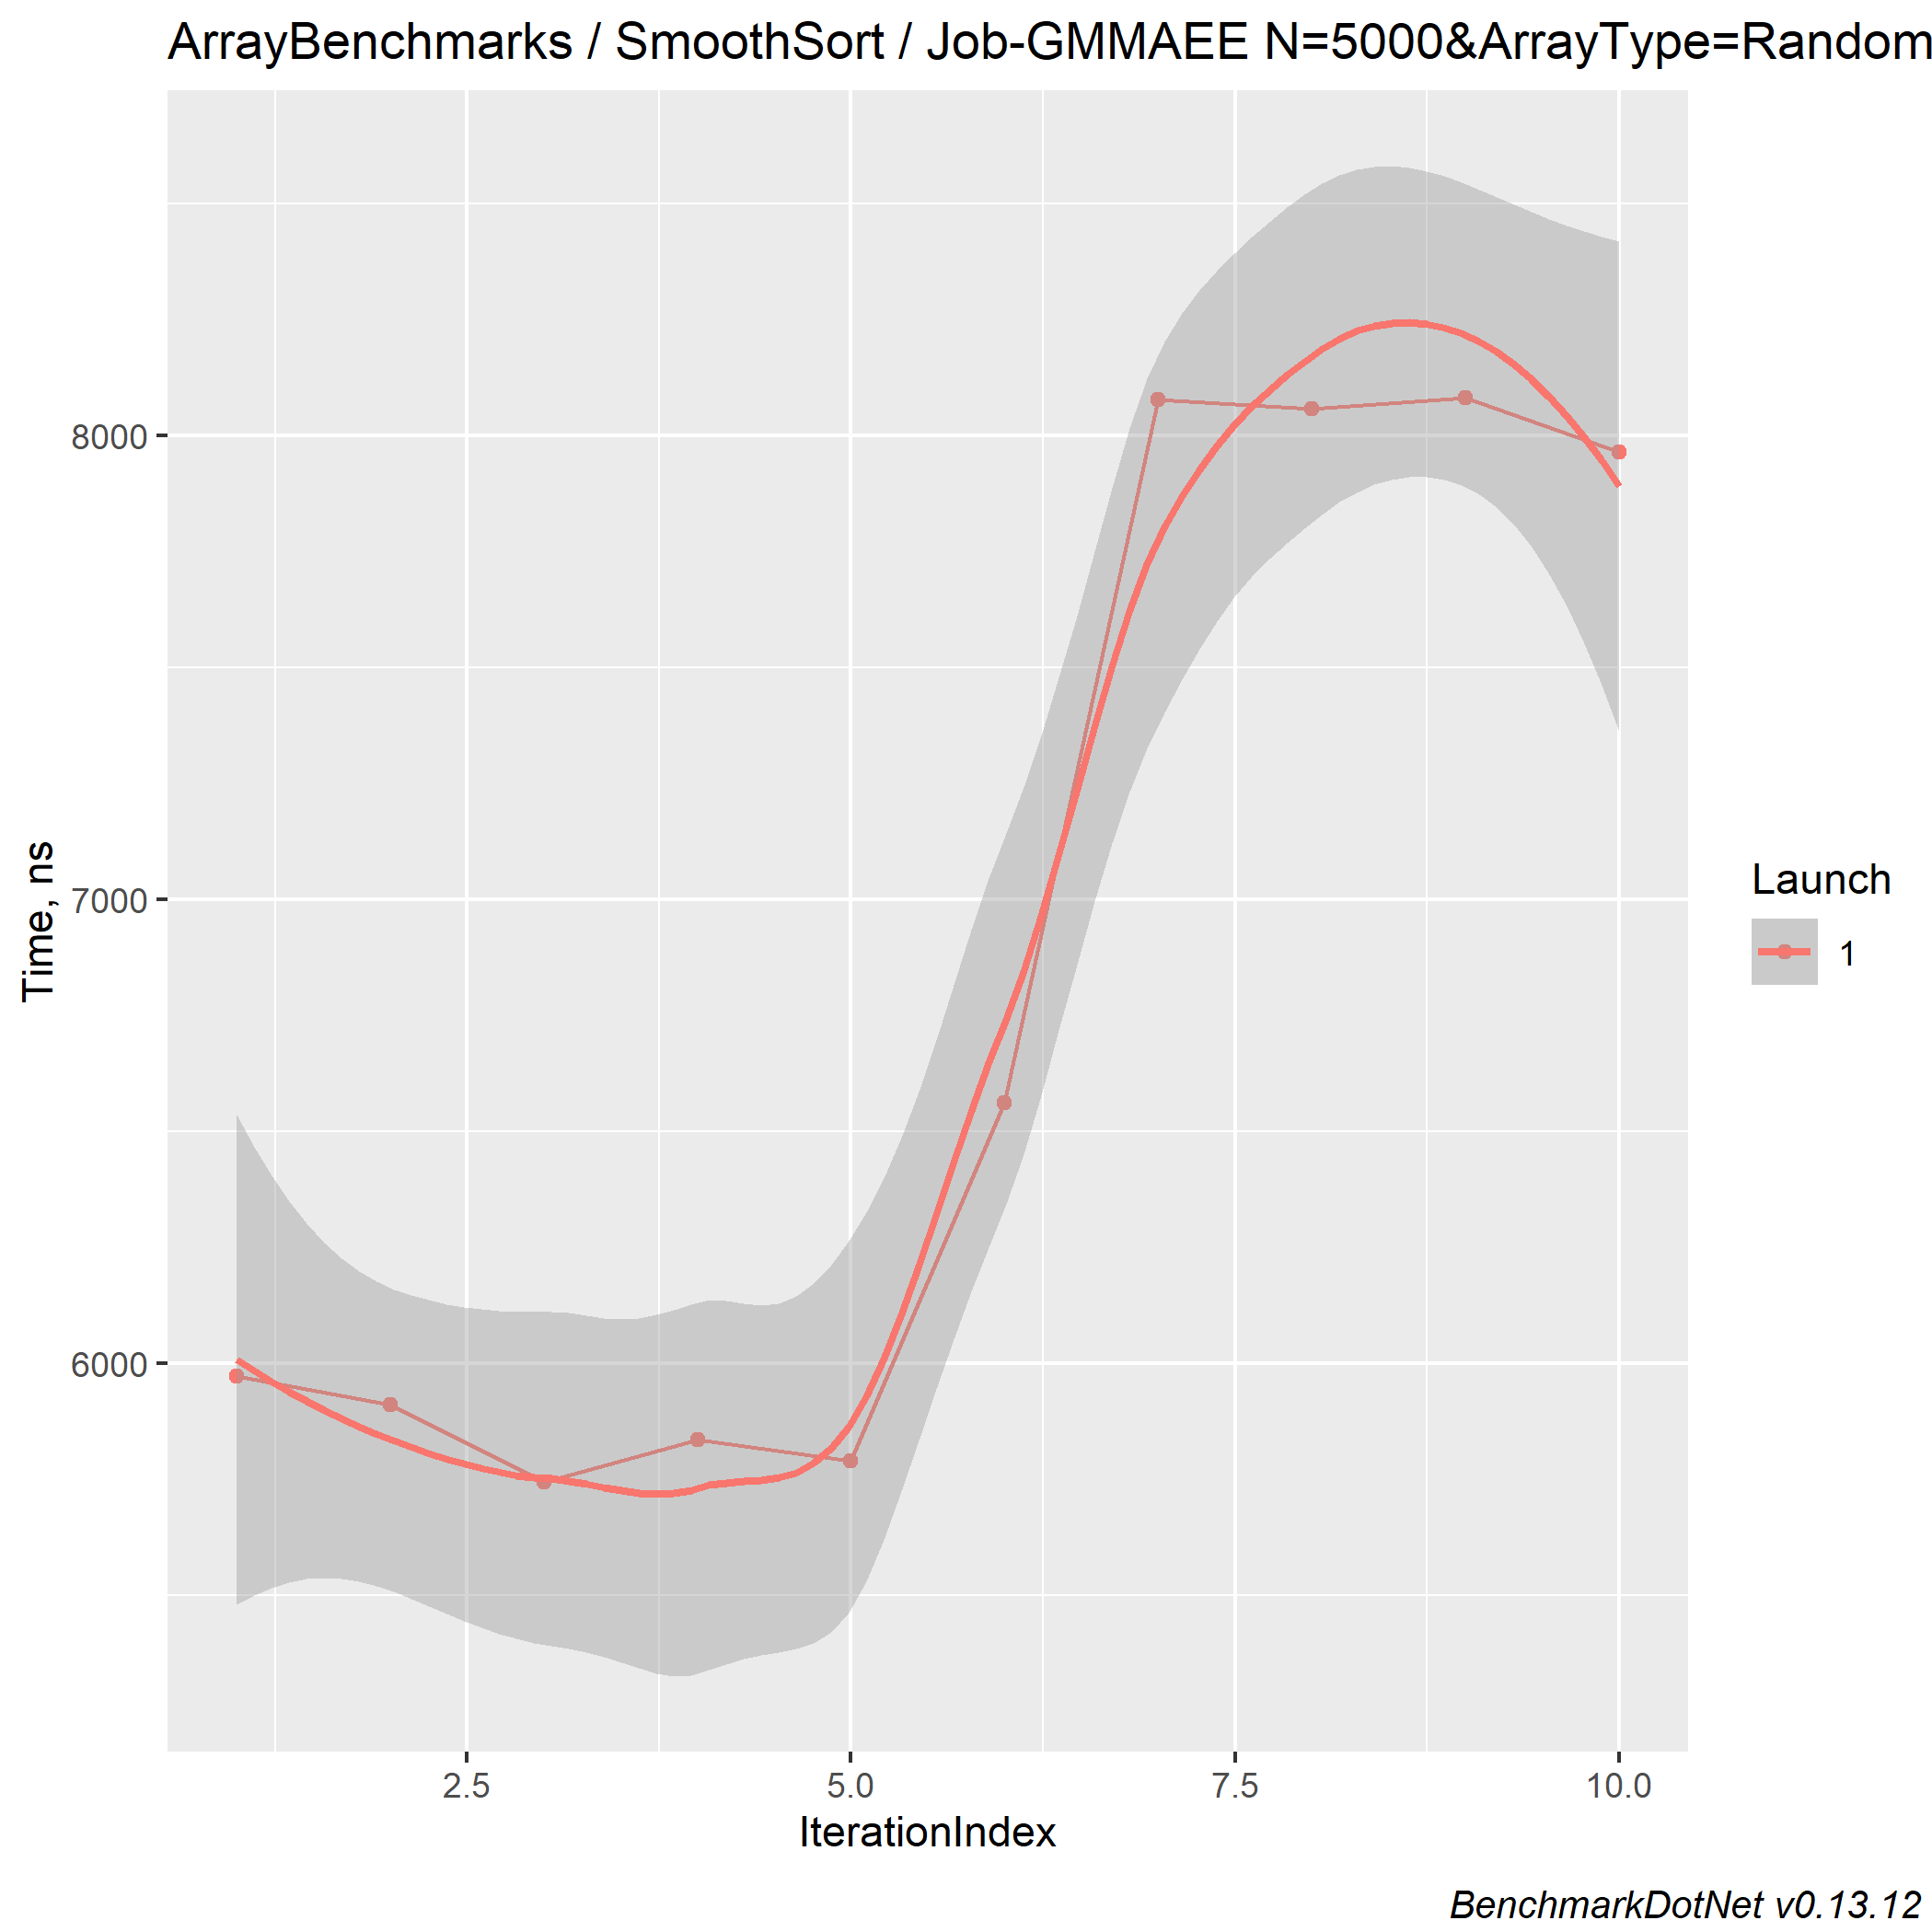 ArrayBenchmarks / SmoothSort / Job-GMMAEE N=5000&ArrayType=Random
Time, ns
8000
7000
6000
2.5
5.0
7.5
10.0
IterationIndex
Launch
1
BenchmarkDotNet v0.13.12